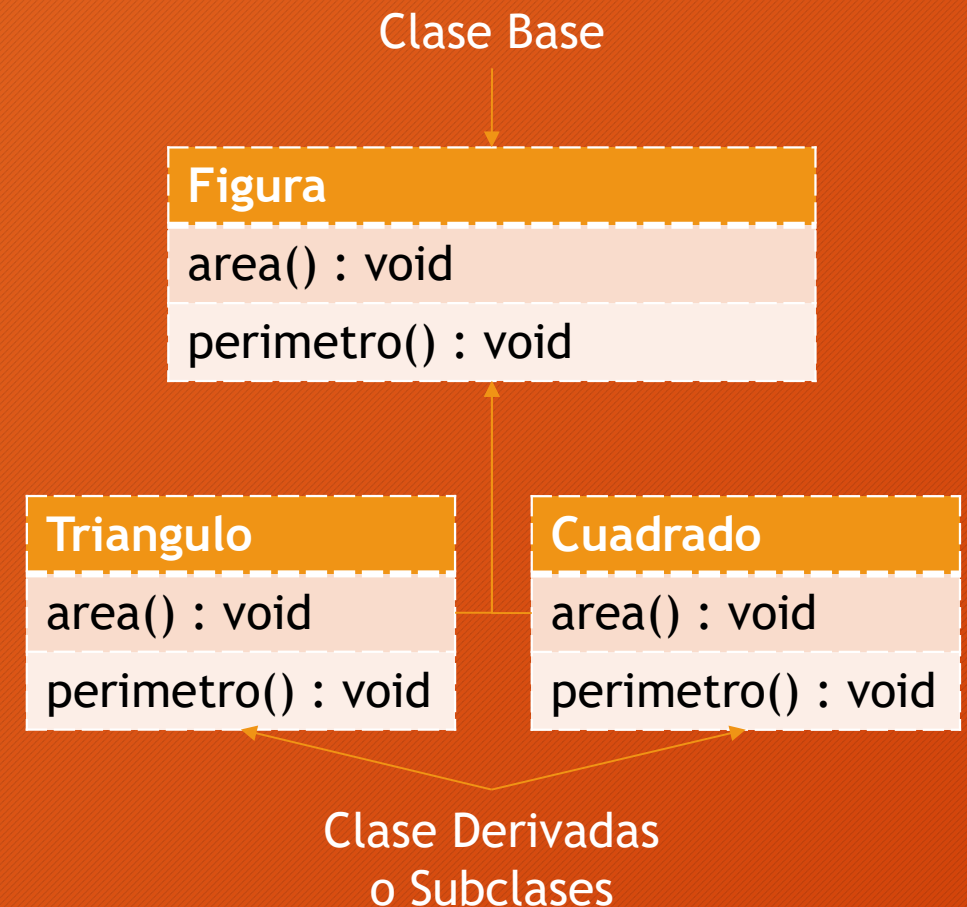 Clase Base
Figura
area() : void
perimetro() : void
Triangulo
area() : void
perimetro() : void
Cuadrado
area() : void
perimetro() : void
Clase Derivadas
o Subclases